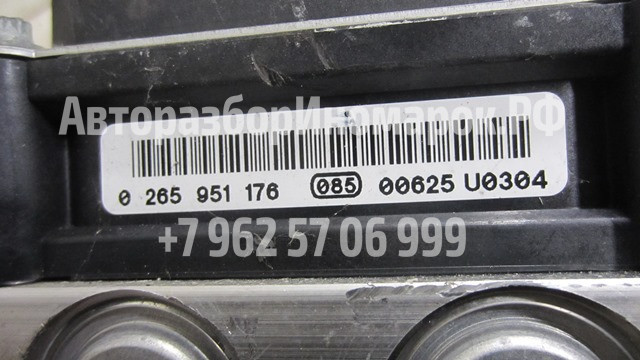 АвторазборИномарок.РФ
0 265 951 176 085 00625 U0304
+7 962 57 06 999